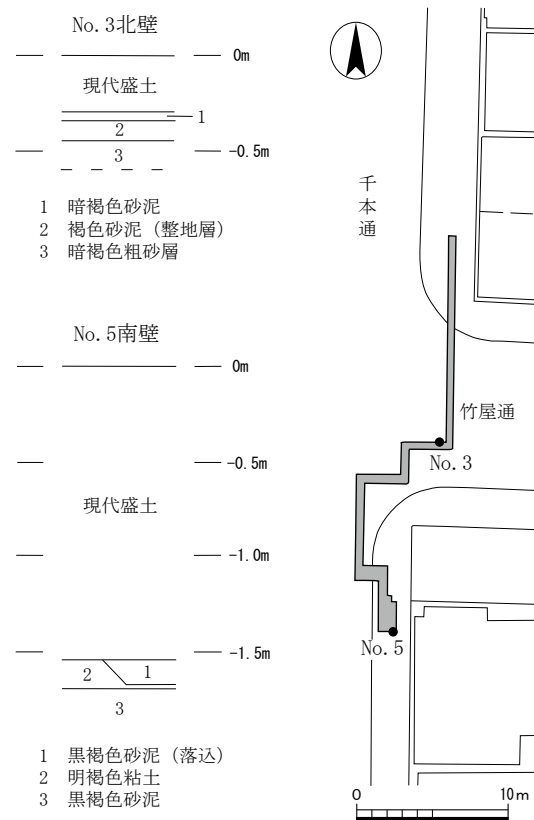 No.3北壁
0m
現代盛土
1
2
3
-0.5m
1 暗褐色砂泥
2 褐色砂泥（整地層）
3 暗褐色粗砂層
No.5南壁
0m
-0.5m
現代盛土
-1.0m
-1.5m
2 1
3
1 黒褐色砂泥（落込）
2 明褐色粘土
3 黒褐色砂泥
千本通
竹屋通
No.3
No.5
0 10m